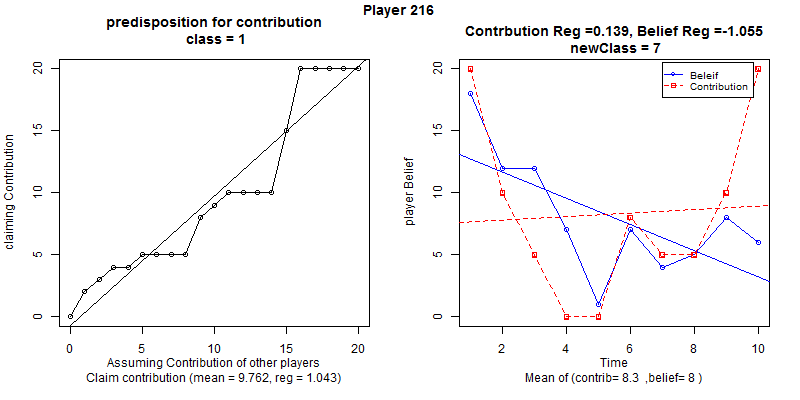 Player 216
predisposition for contribution
class = 1
claiming Contribution
0 5 10 15 20
0 5 10 15 20
Assuming Contribution of other players
Claim contribution (mean = 9.762, reg = 1.043)
Contrbution Reg =0.139, Belief Reg =-1.055
newClass = 7
Beleif
Contribution
player Belief
0 5 10 15 20
2 4 6 8 10
Time
Mean of (contrib= 8.3 ,belief= 8 )